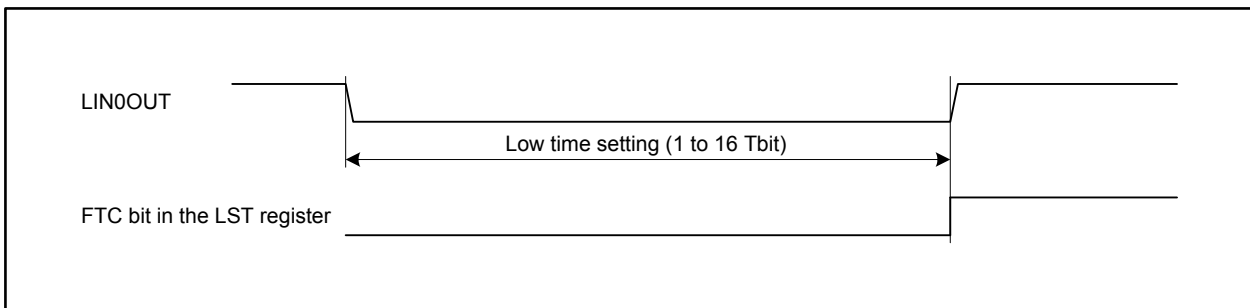 LIN0OUT
Low time setting (1 to 16 Tbit)
FTC bit in the LST register